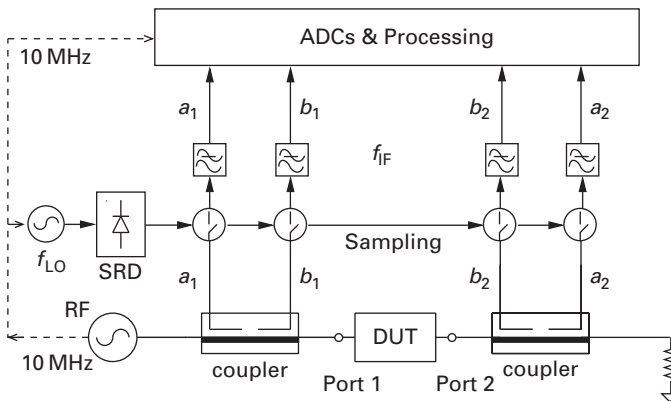 ADCs & Processing
10 MHz
a1
b1
b2
a2
fIF
fLO
SRD
Sampling
a1
b1
b2
a2
RF
10 MHz
coupler
DUT
coupler
Port 1
Port 2